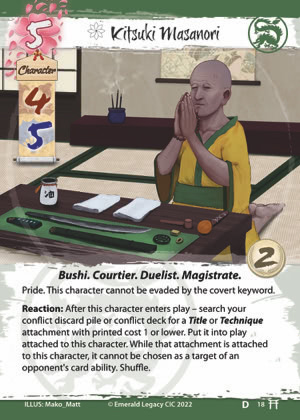 5
Kitsuki Masanori
Character
4
5
2
Bushi. Courtier. Duelist. Magistrate.
Pride. This character cannot be evaded by the covert keyword.
Reaction: After this character enters play – search your
conflict discard pile or conflict deck for a Title or Technique
attachment with printed cost 1 or lower. Put it into play
attached to this character. While that attachment is attached
to this character, it cannot be chosen as a target of an
opponent's card ability. Shuffle.
ILLUS: Mako_Matt
© Emerald Legacy CIC 2022
D 18